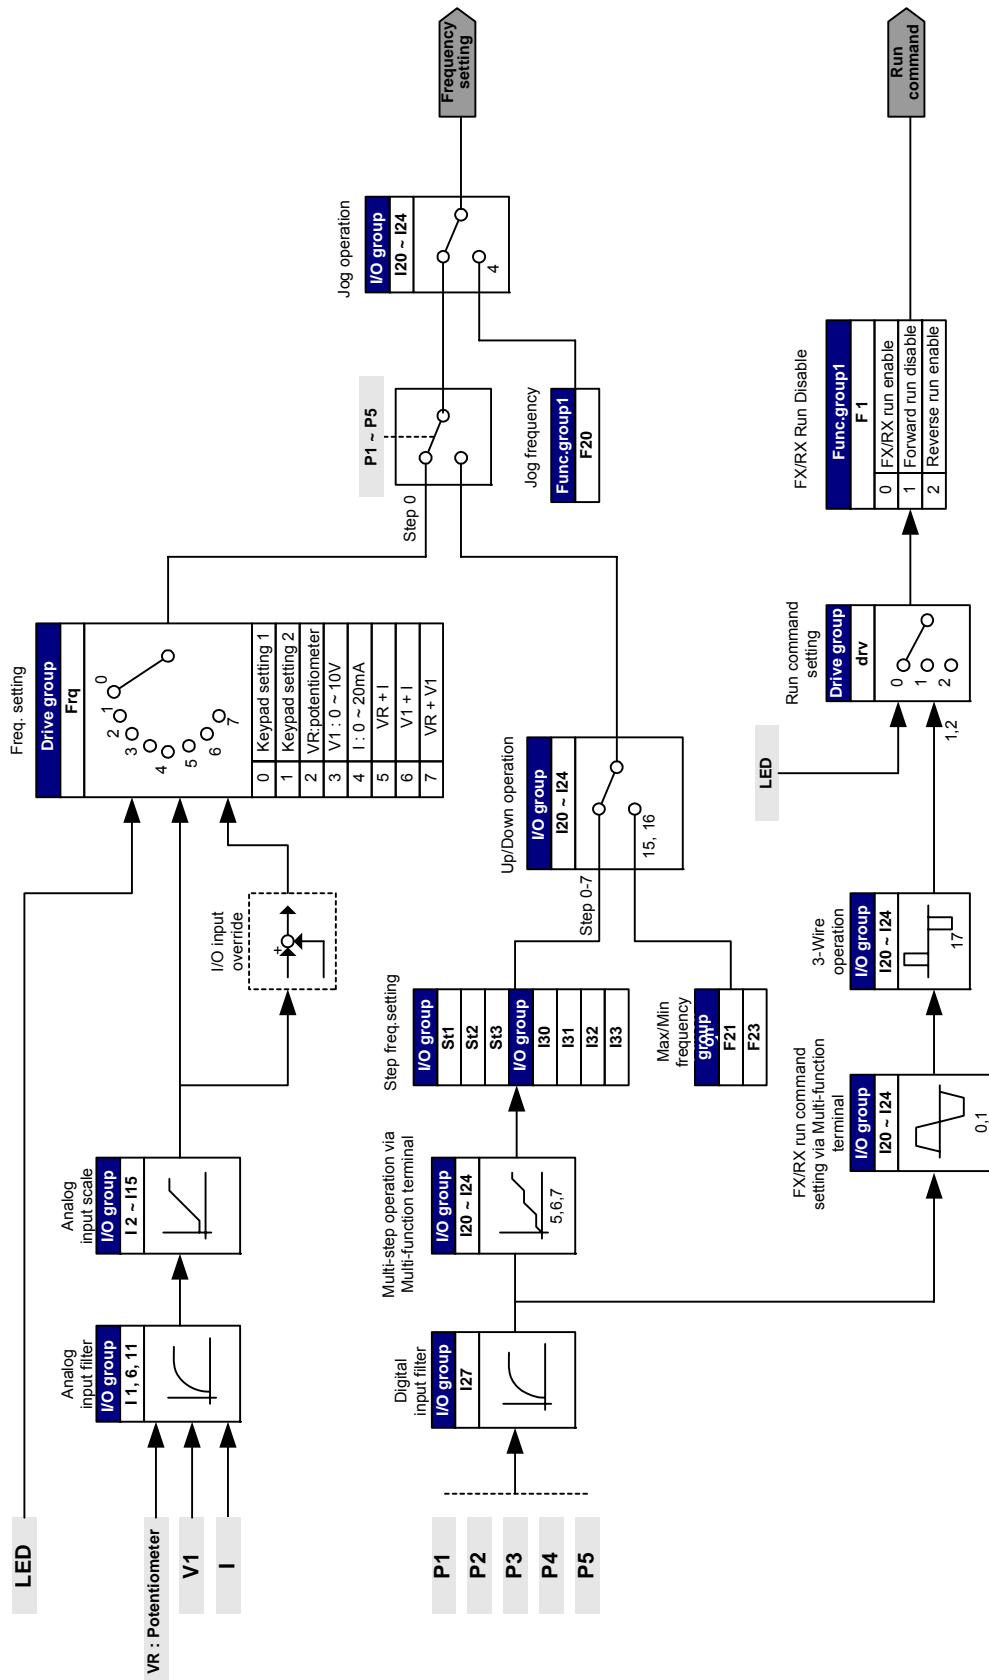 LED
VR : Potentiometer
V1
I
Analog
input filter
I/O group
I 1, 6, 11
Analog
input scale
I/O group
I 2 ~ I15
I/O input
override
+
Freq. setting
Drive group
Frq
0
1
2
3
4
5
6
7
0 Keypad setting 1
1 Keypad setting 2
2 VR:potentiometer
3 V1 : 0 ~ 10V
4 I : 0 ~ 20mA
5 VR + I
6 V1 + I
7 VR + V1
Step 0
P1 ~ P5
Jog frequency
Func.group1
F20
Jog operation
I/O group
I20 ~ I24
4
Frequency
setting
P1
P2
P3
P4
P5
Digital
input filter
I/O group
I27
Multi-step operation via
Multi-function terminal
I/O group
I20 ~ I24
5,6,7
Step freq.setting
I/O group
St1
St2
St3
I/O group
I30
I31
I32
I33
Max/Min
frequency
group
F21
F23
Step 0-7
Up/Down operation
I/O group
I20 ~ I24
15, 16
FX/RX run command
setting via Multi-function
terminal
I/O group
I20 ~ I24
0,1
3-Wire
operation
I/O group
I20 ~ I24
17
LED
1,2
Run command
setting
Drive group
drv
0
1
2
FX/RX Run Disable
Func.group1
F 1
0 FX/RX run enable
1 Forward run disable
2 Reverse run enable
Run
command